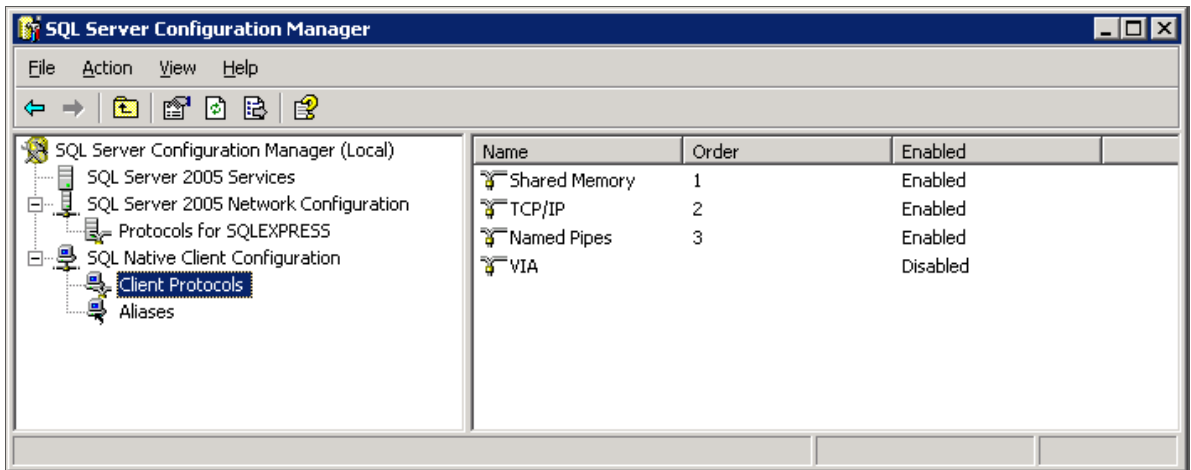 SQL Server Configuration Manager
File Action View Help
SQL Server Configuration Manager (Local)
SQL Server 2005 Services
SQL Server 2005 Network Configuration
Protocols for SQLEXPRESS
SQL Native Client Configuration
Client Protocols
Aliases
Name Order Enabled
Shared Memory 1 Enabled
TCP/IP 2 Enabled
Named Pipes 3 Enabled
VIA Disabled